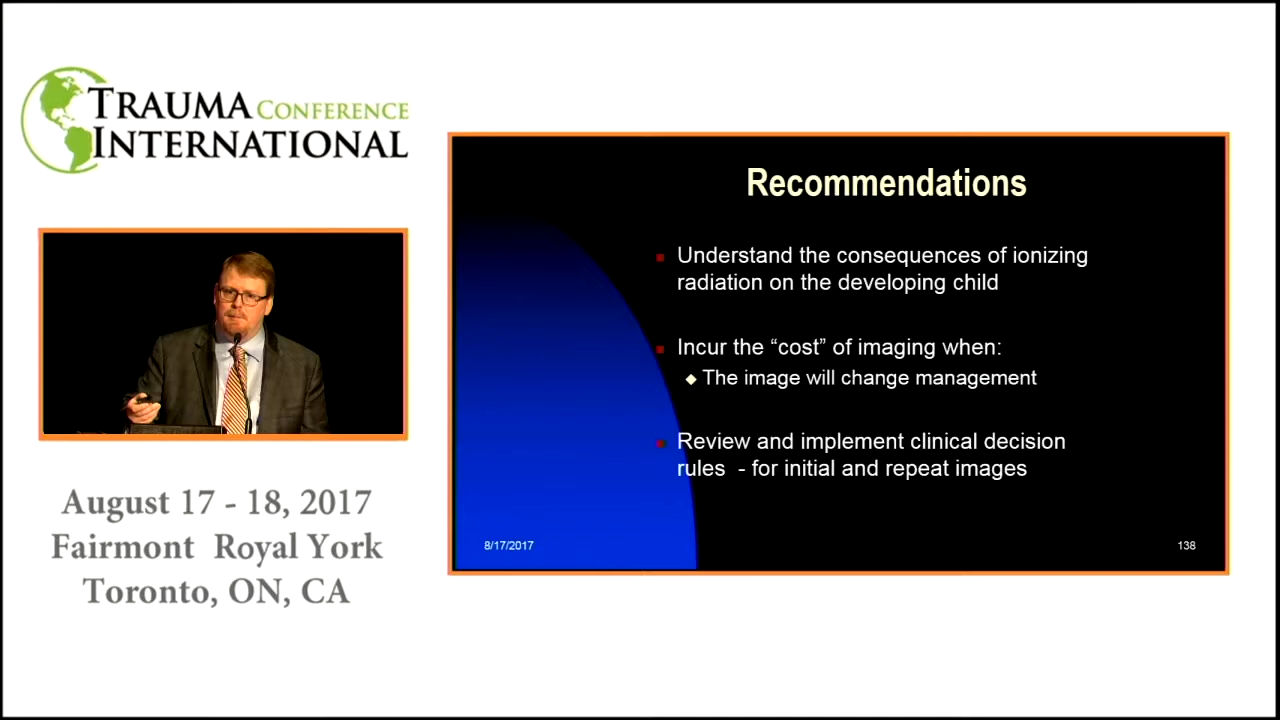 TRAUMA CONFERENCE
INTERNATIONAL
August 17 - 18, 2017
Fairmont Royal York
Toronto, ON, CA
Recommendations
Understand the consequences of ionizing
radiation on the developing child
Incur the “cost” of imaging when:
The image will change management
Review and implement clinical decision
rules - for initial and repeat images
8/17/2017
138